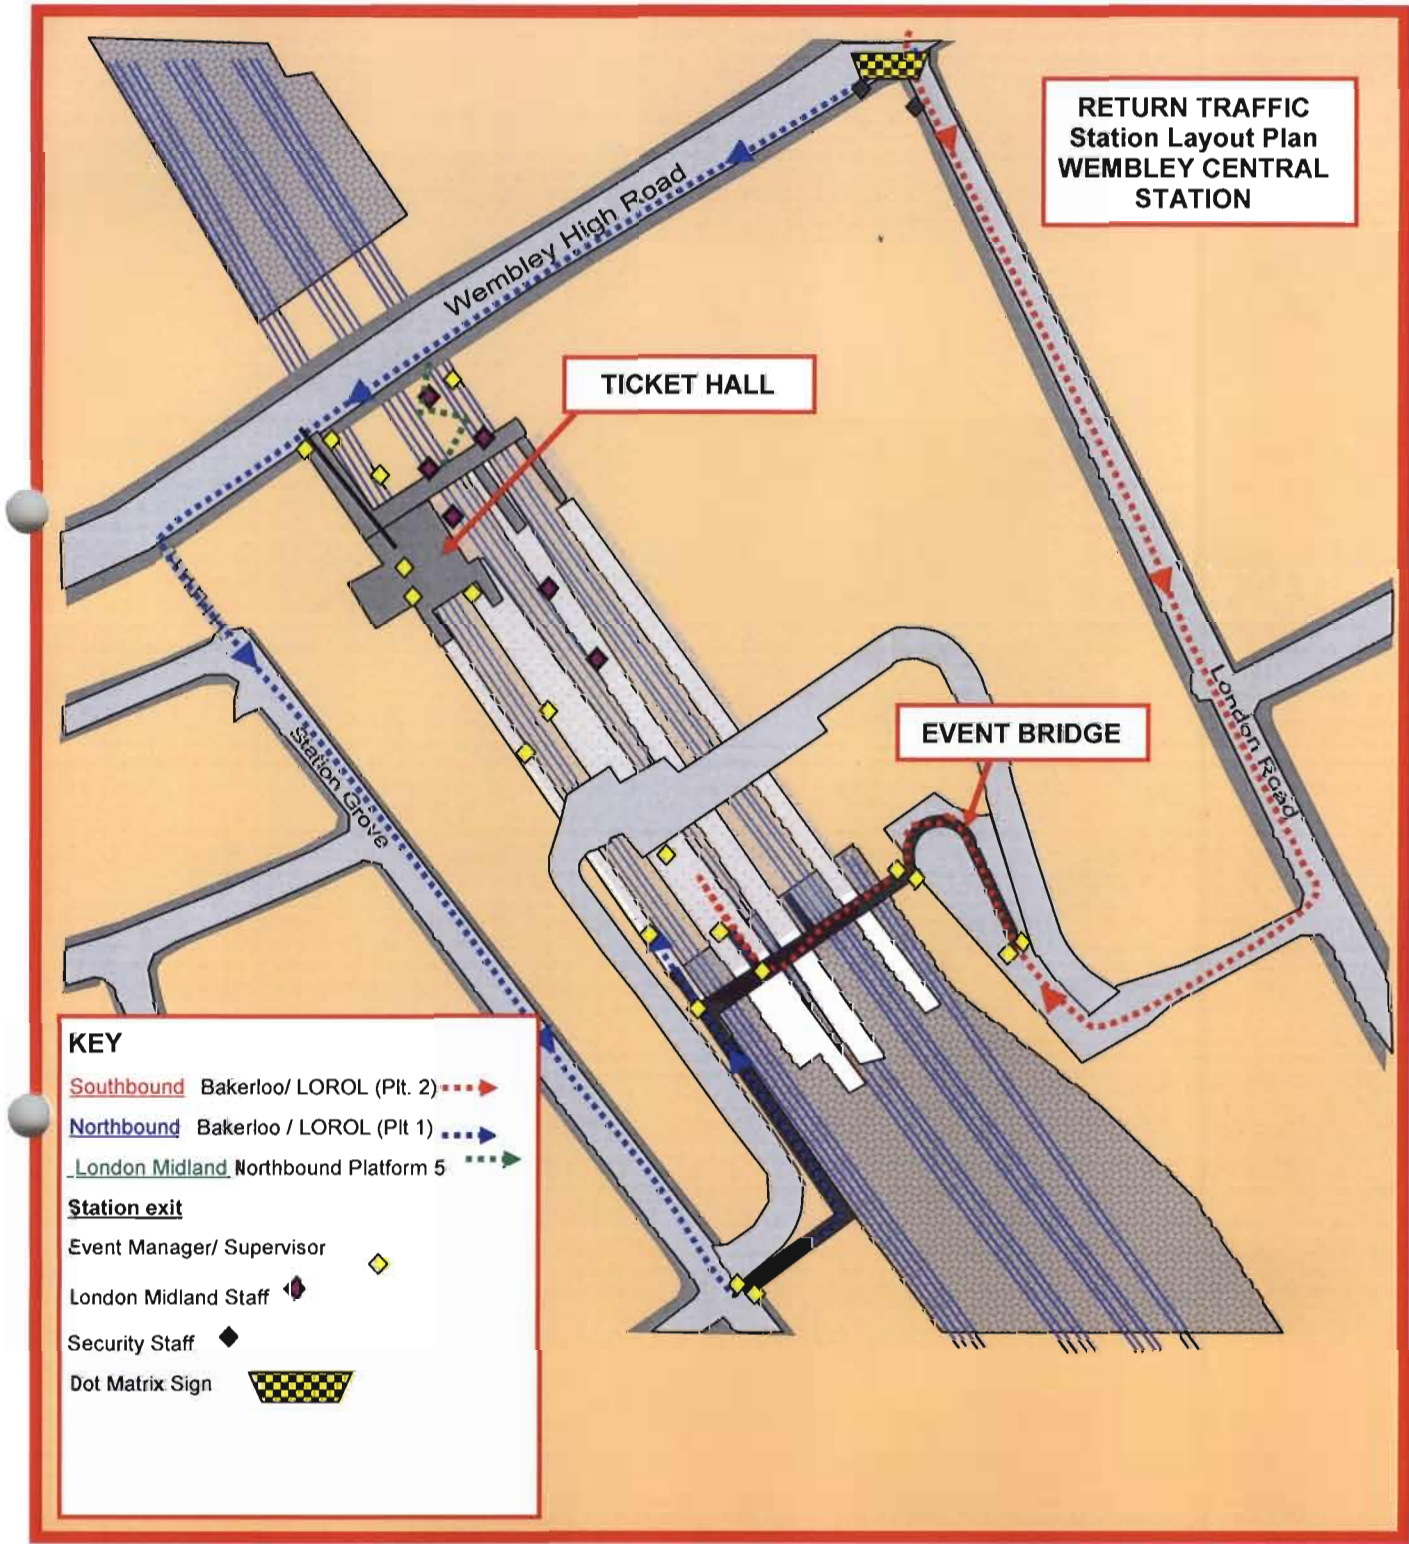 RETURN TRAFFIC
Station Layout Plan
WEMBLEY CENTRAL
STATION
Wembley High Road
TICKET HALL
London Road
EVENT BRIDGE
Station Grove
KEY
Southbound Bakerloo/ LOROL (Plt. 2)
Northbound Bakerloo / LOROL (Plt 1)
London Midland Northbound Platform 5
Station exit
Event Manager/ Supervisor
London Midland Staff
Security Staff
Dot Matrix Sign